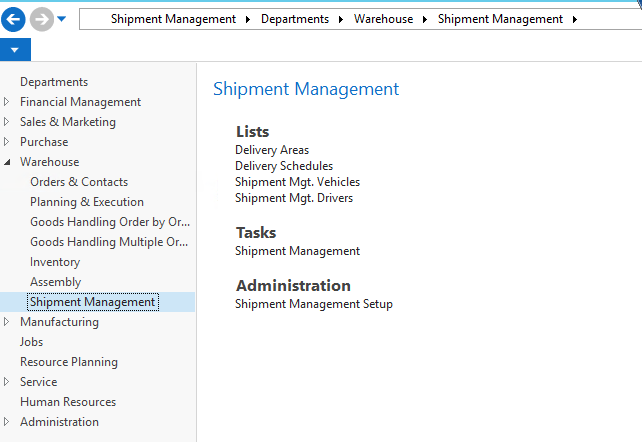 Shipment Management Departments Warehouse Shipment Management
Departments
Financial Management
Sales & Marketing
Purchase
Warehouse
Orders & Contacts
Planning & Execution
Goods Handling Order by Or...
Goods Handling Multiple Or...
Inventory
Assembly
Shipment Management
Manufacturing
Jobs
Resource Planning
Service
Human Resources
Administration
Shipment Management
Lists
Delivery Areas
Delivery Schedules
Shipment Mgt. Vehicles
Shipment Mgt. Drivers
Tasks
Shipment Management
Administration
Shipment Management Setup